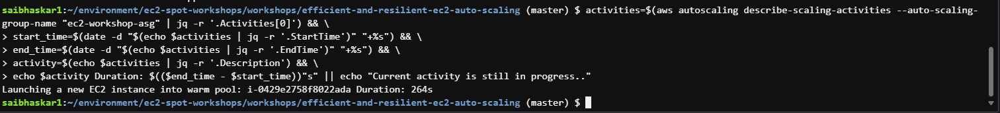 saibhaskar1:~/environment/ec2-spot-workshops/workshops/efficient-and-resilient-ec2-auto-scaling (master) $ activities=$(aws autoscaling describe-scaling-activities --auto-scaling-
group-name "ec2-workshop-asg" | jq -r '.Activities[0]') && \
> start_time=$(date -d "$(echo $activities | jq -r '.StartTime')" "+%s") && \
> end_time=$(date -d "$(echo $activities | jq -r '.EndTime')" "+%s") && \
> activity=$(echo $activities | jq -r '.Description') && \
> echo $activity Duration: $(($end_time - $start_time))"s" || echo "Current activity is still in progress.."
Launching a new EC2 instance into warm pool: i-0429e2758f8022ada Duration: 264s
saibhaskar1:~/environment/ec2-spot-workshops/workshops/efficient-and-resilient-ec2-auto-scaling (master) $